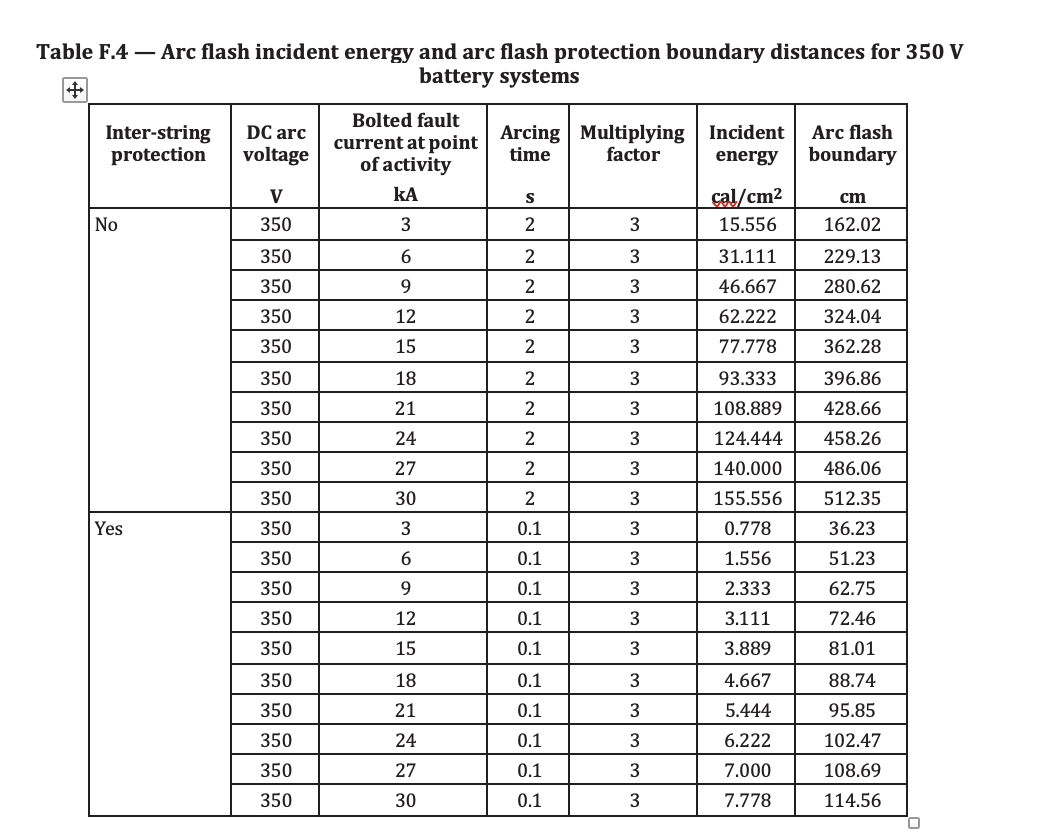 Table F.4 — Arc flash incident energy and arc flash protection boundary distances for 350 V
battery systems
Inter-string protection DC arc voltage Bolted fault current at point of activity Arcing time Multiplying factor Incident energy Arc flash boundary
V kA s cal/cm² cm
No 350 3 2 3 15.556 162.02
350 6 2 3 31.111 229.13
350 9 2 3 46.667 280.62
350 12 2 3 62.222 324.04
350 15 2 3 77.778 362.28
350 18 2 3 93.333 396.86
350 21 2 3 108.889 428.66
350 24 2 3 124.444 458.26
350 27 2 3 140.000 486.06
350 30 2 3 155.556 512.35
Yes 350 3 0.1 3 0.778 36.23
350 6 0.1 3 1.556 51.23
350 9 0.1 3 2.333 62.75
350 12 0.1 3 3.111 72.46
350 15 0.1 3 3.889 81.01
350 18 0.1 3 4.667 88.74
350 21 0.1 3 5.444 95.85
350 24 0.1 3 6.222 102.47
350 27 0.1 3 7.000 108.69
350 30 0.1 3 7.778 114.56